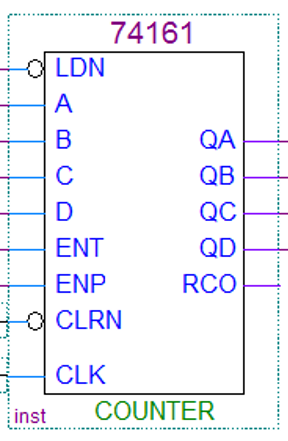 74161
LDN
A
B
QA
C
QB
D
QC
ENT
QD
ENP
RCO
CLRN
CLK
inst
COUNTER